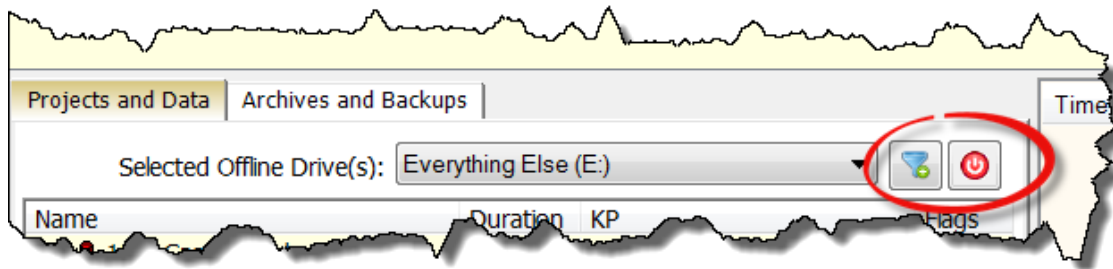 Projects and Data Archives and Backups Time
Selected Offline Drive(s): Everything Else (E:)
Name Duration KP Flags